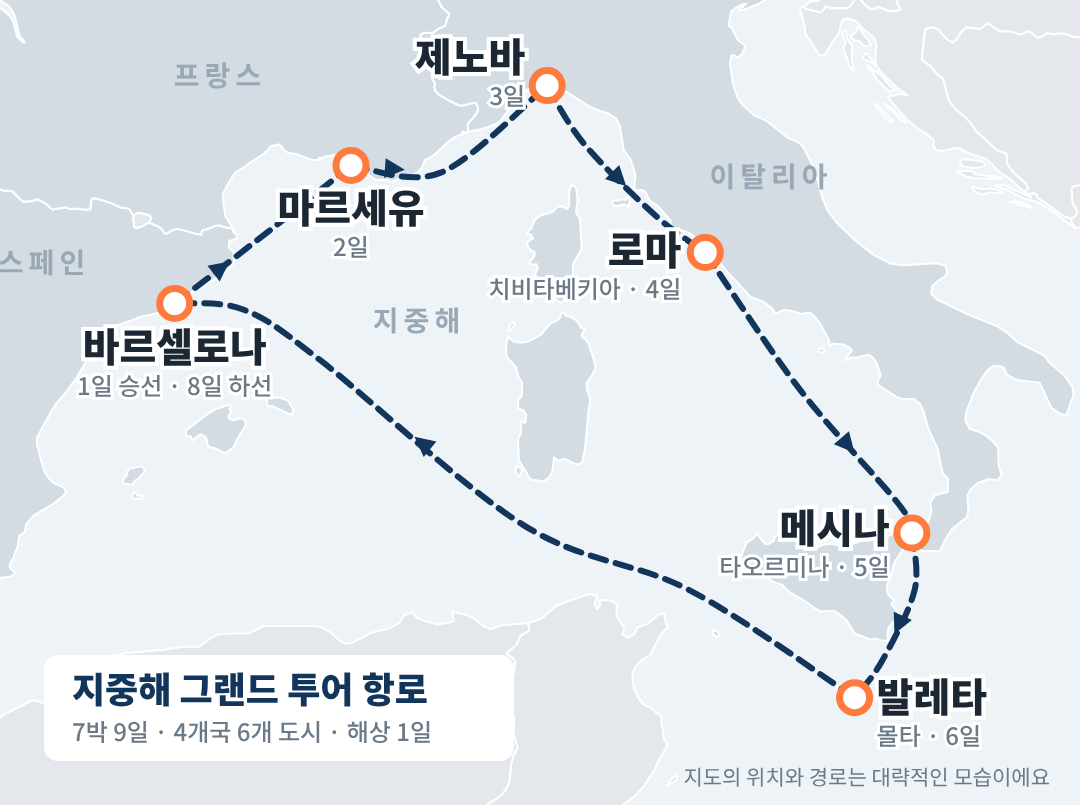 제노바
3일
프랑스
이탈리아
마르세유
2일
로마
치비타베키아 · 4일
스페인
지중해
바르셀로나
1일 승선 · 8일 하선
메시나
타오르미나 · 5일
발레타
몰타 · 6일
지중해 그랜드 투어 항로
7박 9일 · 4개국 6개 도시 · 해상 1일
지도의 위치와 경로는 대략적인 모습이에요